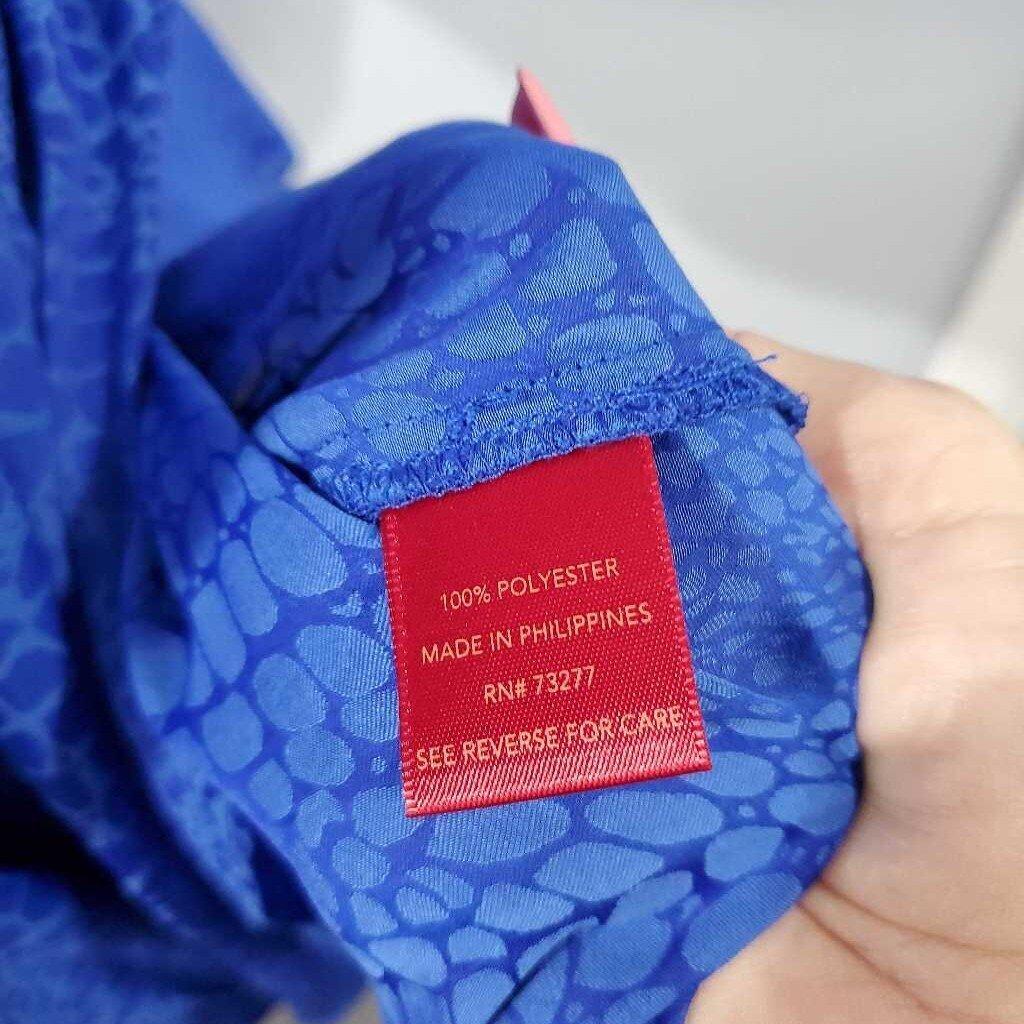 100% POLYESTER
MADE IN PHILIPPINES
RN# 73277
SEE REVERSE FOR CARE